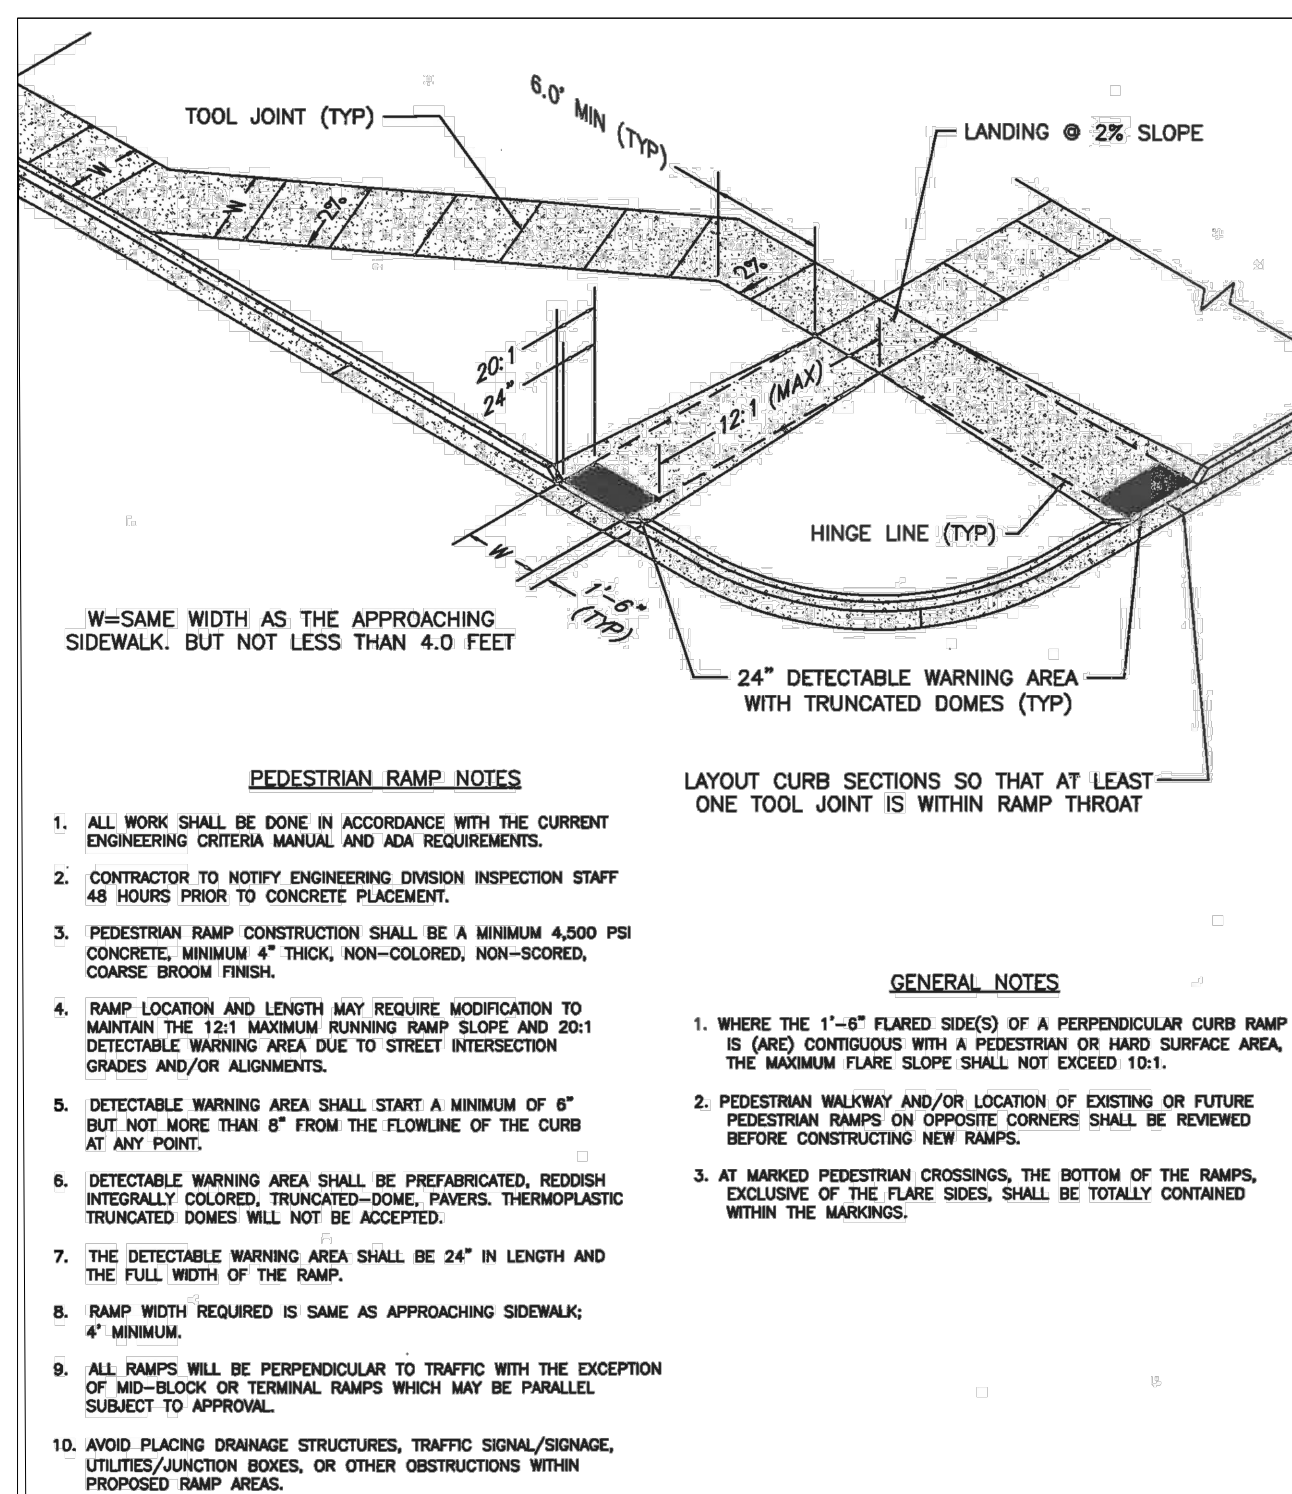 TOOL JOINT (TYP)
6.0' MIN (TYP)
LANDING @ 2% SLOPE
W
W
2%
2%
20:1
24"
12:1 (MAX)
HINGE LINE (TYP)
W
1'-6"
(TYP)
W=SAME WIDTH AS THE APPROACHING
SIDEWALK. BUT NOT LESS THAN 4.0 FEET
24" DETECTABLE WARNING AREA
WITH TRUNCATED DOMES (TYP)
LAYOUT CURB SECTIONS SO THAT AT LEAST
ONE TOOL JOINT IS WITHIN RAMP THROAT
PEDESTRIAN RAMP NOTES
1. ALL WORK SHALL BE DONE IN ACCORDANCE WITH THE CURRENT
ENGINEERING CRITERIA MANUAL AND ADA REQUIREMENTS.
2. CONTRACTOR TO NOTIFY ENGINEERING DIVISION INSPECTION STAFF
48 HOURS PRIOR TO CONCRETE PLACEMENT.
3. PEDESTRIAN RAMP CONSTRUCTION SHALL BE A MINIMUM 4,500 PSI
CONCRETE, MINIMUM 4" THICK, NON-COLORED, NON-SCORED,
COARSE BROOM FINISH.
4. RAMP LOCATION AND LENGTH MAY REQUIRE MODIFICATION TO
MAINTAIN THE 12:1 MAXIMUM RUNNING RAMP SLOPE AND 20:1
DETECTABLE WARNING AREA DUE TO STREET INTERSECTION
GRADES AND/OR ALIGNMENTS.
5. DETECTABLE WARNING AREA SHALL START A MINIMUM OF 6"
BUT NOT MORE THAN 8" FROM THE FLOWLINE OF THE CURB
AT ANY POINT.
6. DETECTABLE WARNING AREA SHALL BE PREFABRICATED, REDDISH
INTEGRALLY COLORED, TRUNCATED-DOME, PAVERS. THERMOPLASTIC
TRUNCATED DOMES WILL NOT BE ACCEPTED.
7. THE DETECTABLE WARNING AREA SHALL BE 24" IN LENGTH AND
THE FULL WIDTH OF THE RAMP.
8. RAMP WIDTH REQUIRED IS SAME AS APPROACHING SIDEWALK;
4' MINIMUM.
9. ALL RAMPS WILL BE PERPENDICULAR TO TRAFFIC WITH THE EXCEPTION
OF MID-BLOCK OR TERMINAL RAMPS WHICH MAY BE PARALLEL
SUBJECT TO APPROVAL.
10. AVOID PLACING DRAINAGE STRUCTURES, TRAFFIC SIGNAL/SIGNAGE,
UTILITIES/JUNCTION BOXES, OR OTHER OBSTRUCTIONS WITHIN
PROPOSED RAMP AREAS.
GENERAL NOTES
1. WHERE THE 1'-6" FLARED SIDE(S) OF A PERPENDICULAR CURB RAMP
IS (ARE) CONTIGUOUS WITH A PEDESTRIAN OR HARD SURFACE AREA,
THE MAXIMUM FLARE SLOPE SHALL NOT EXCEED 10:1.
2. PEDESTRIAN WALKWAY AND/OR LOCATION OF EXISTING OR FUTURE
PEDESTRIAN RAMPS ON OPPOSITE CORNERS SHALL BE REVIEWED
BEFORE CONSTRUCTING NEW RAMPS.
3. AT MARKED PEDESTRIAN CROSSINGS, THE BOTTOM OF THE RAMPS,
EXCLUSIVE OF THE FLARE SIDES, SHALL BE TOTALLY CONTAINED
WITHIN THE MARKINGS.